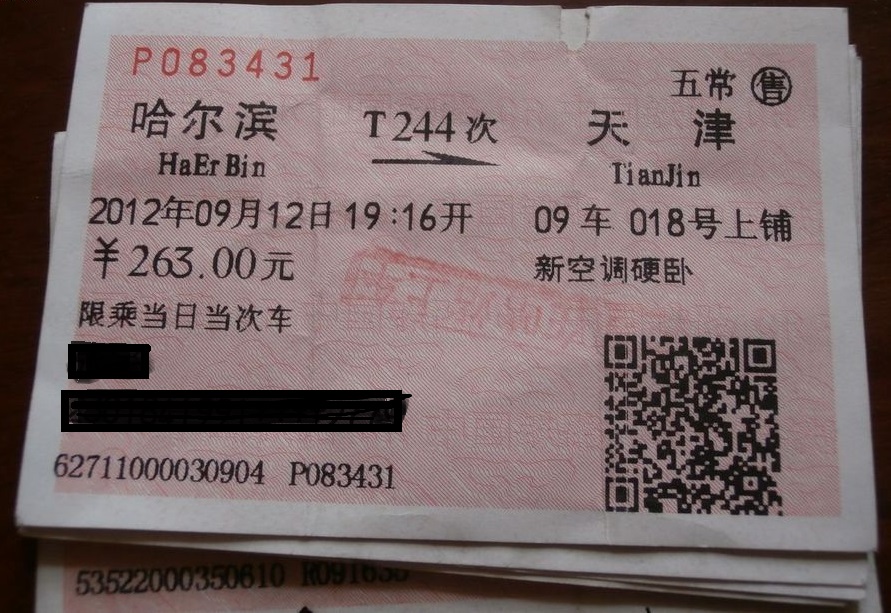 P083431
五常 售
哈尔滨 T244次 天津
HaErBin TianJin
2012年09月12日19:16开 09车 018号上铺
￥263.00元 新空调硬卧
限乘当日当次车
62711000030904 P083431
53522000350610 R091635